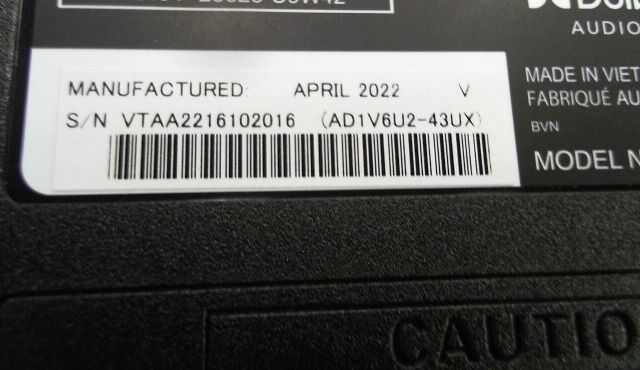 MANUFACTURED: APRIL 2022 V
S/N VTAA2216102016 (AD1V6U2-43UX)
AUDIO
MADE IN VIET
FABRIQUÉ AU
BVN
MODEL N
CAUTIO